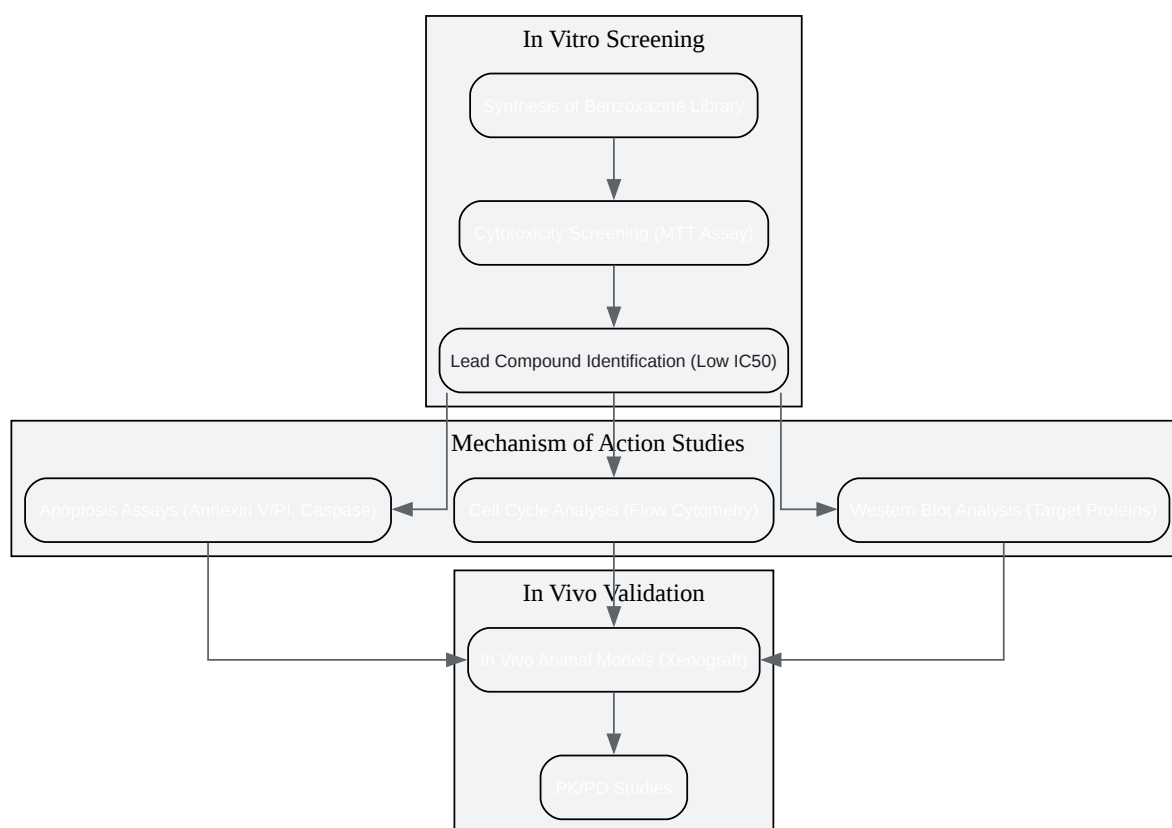 In Vitro Screening
Synthesis of Benzoxazine Library
Cytotoxicity Screening (MTT Assay)
Lead Compound Identification (Low IC50)
Mechanism of Action Studies
Apoptosis Assays (Annexin V/PI, Caspase)
Cell Cycle Analysis (Flow Cytometry)
Western Blot Analysis (Target Proteins)
In Vivo Validation
In Vivo Animal Models (Xenograft)
PK/PD Studies